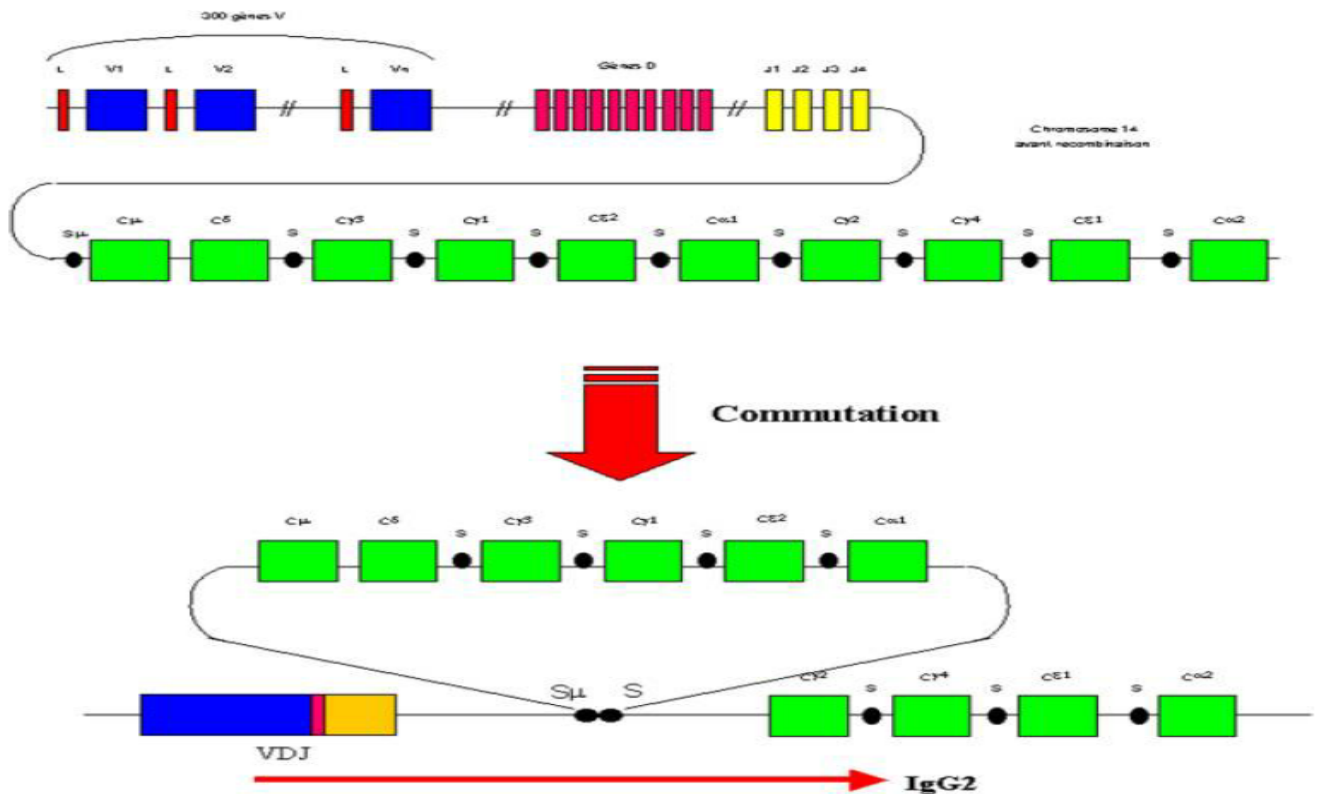 300 gènes V
L V1 L V2 L Vn Gènes D J1 J2 J3 J4
Chromosome 14
avant recombinaison
Cμ Cδ Cγ3 Cγ1 Cε2 Cα1 Cγ2 Cγ4 Cε1 Cα2
Sμ S S S S S S S S
Commutation
Cμ Cδ Cγ3 Cγ1 Cε2 Cα1
S S S S
Sμ S
Cγ2 Cγ4 Cε1 Cα2
S S S
VDJ
IgG2